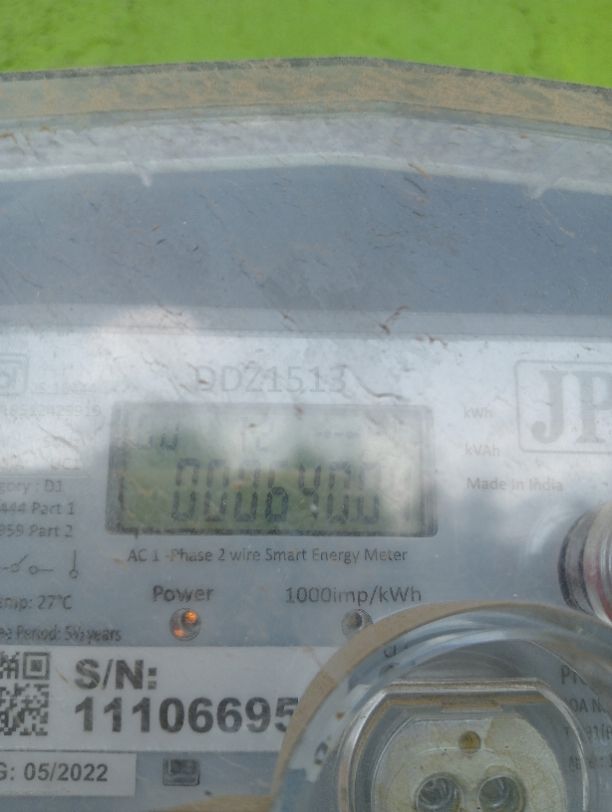 DDZ1513
JP
kWh
kVAh
Made in India
0006400
gory : D1
444 Part 1
959 Part 2
AC 1 -Phase 2 wire Smart Energy Meter
mp: 27°C
Period: 5½ years
Power
1000imp/kWh
S/N:
11106695
G: 05/2022